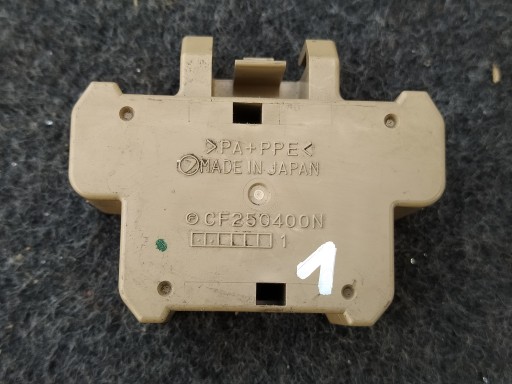 >PA+PPE<
MADE IN JAPAN
CF250400N
1
1